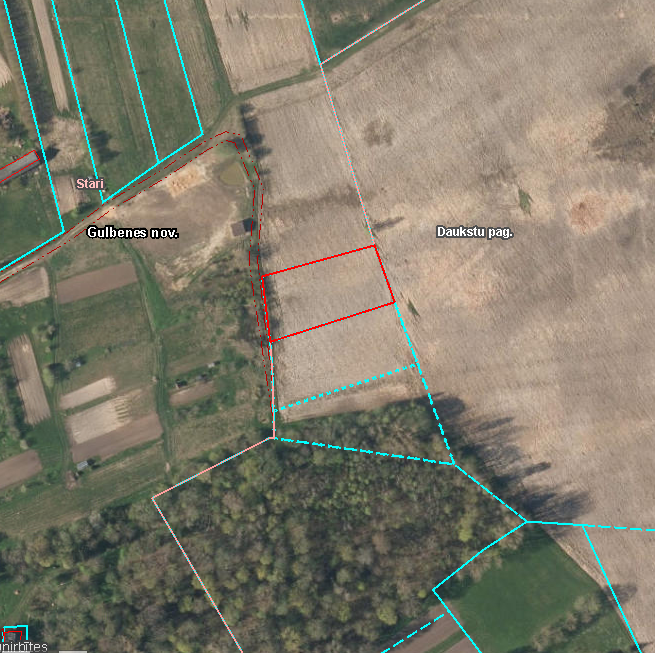 Stari
Gulbenes nov.
Daukstu pag.